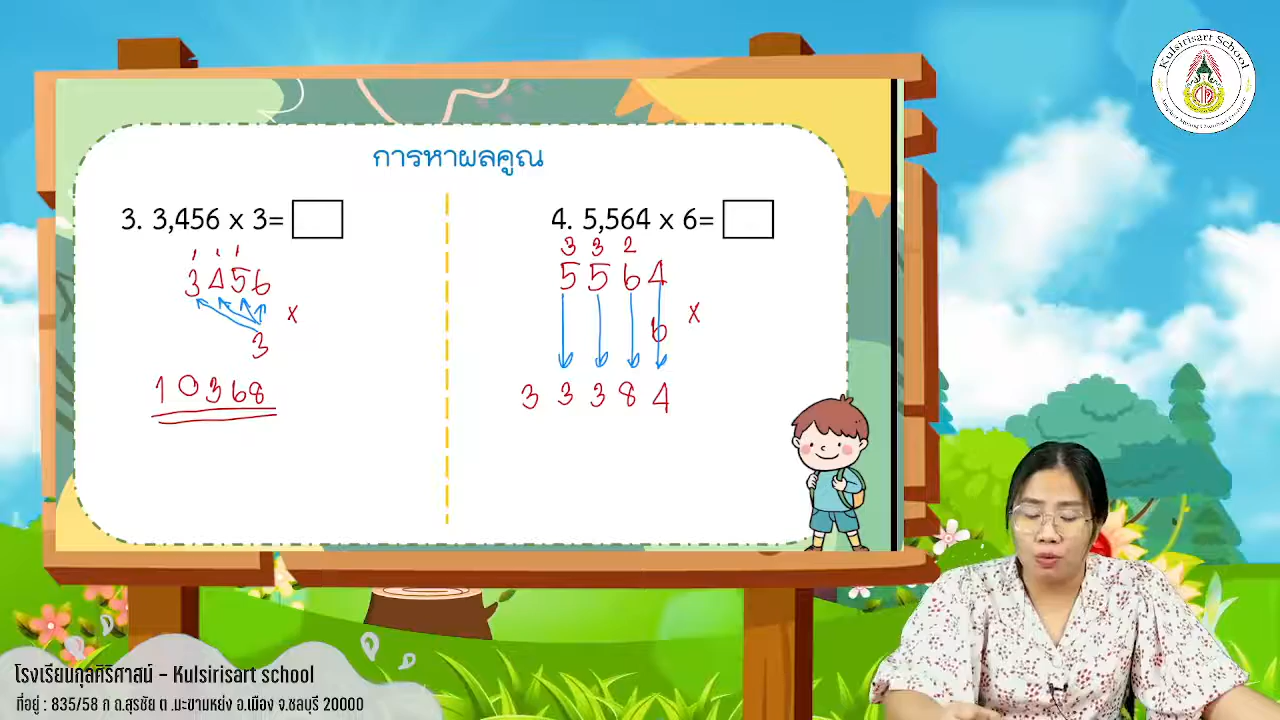 Kulsirisart School
การหาผลคูณ
3. 3,456 x 3=
1 1 1
3456
x
3
10368
4. 5,564 x 6=
3 3 2
5564
6
x
33384
โรงเรียนกุลศิริศาสน์ - Kulsirisart school
ที่อยู่ : 835/58 ก ถ.สุรชัย ต.มะขามหย่ง อ.เมือง จ.ชลบุรี 20000